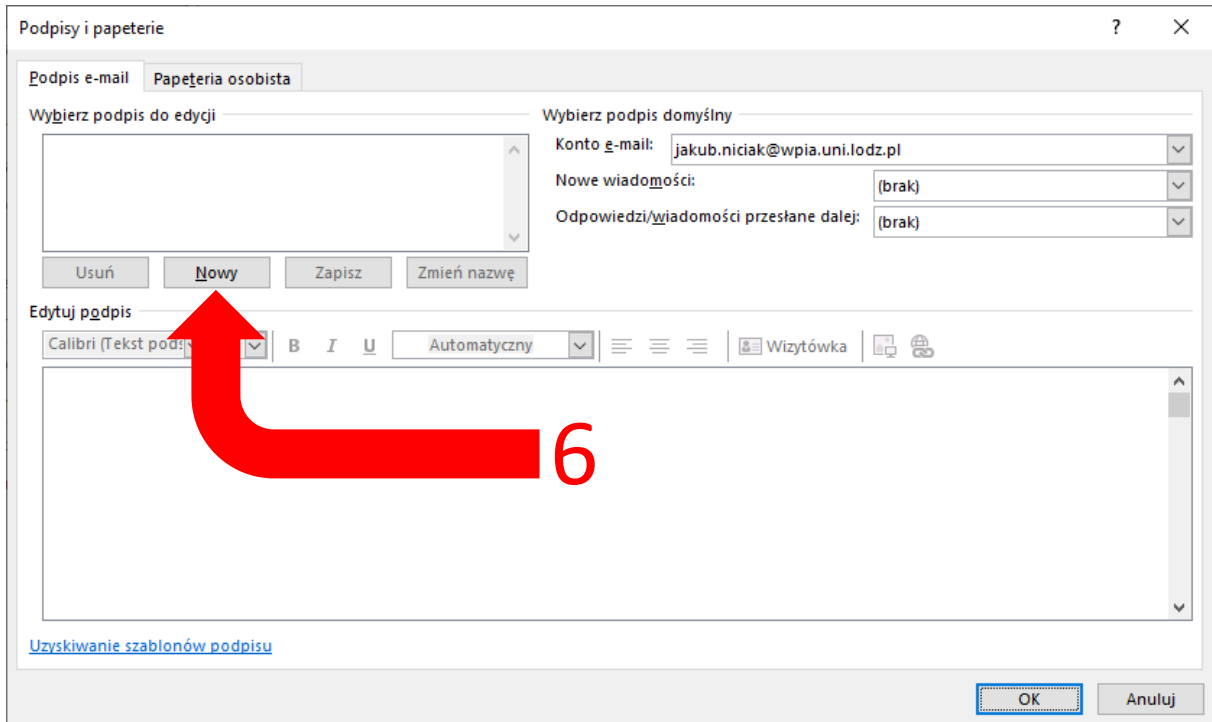 Podpisy i papeterie
?
Podpis e-mail
Papeteria osobista
Wybierz podpis do edycji
Usuń
Nowy
Zapisz
Zmień nazwę
Wybierz podpis domyślny
Konto e-mail:
jakub.niciak@wpia.uni.lodz.pl
Nowe wiadomości:
(brak)
Odpowiedzi/wiadomości przesłane dalej:
(brak)
Edytuj podpis
Calibri (Tekst
B I U
Automatyczny
Wizytówka
6
Uzyskiwanie szablonów podpisu
OK
Anuluj